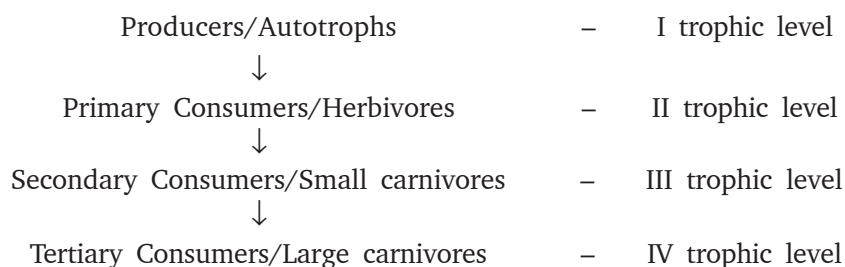 Producers/Autotrophs – I trophic level
↓
Primary Consumers/Herbivores – II trophic level
↓
Secondary Consumers/Small carnivores – III trophic level
↓
Tertiary Consumers/Large carnivores – IV trophic level